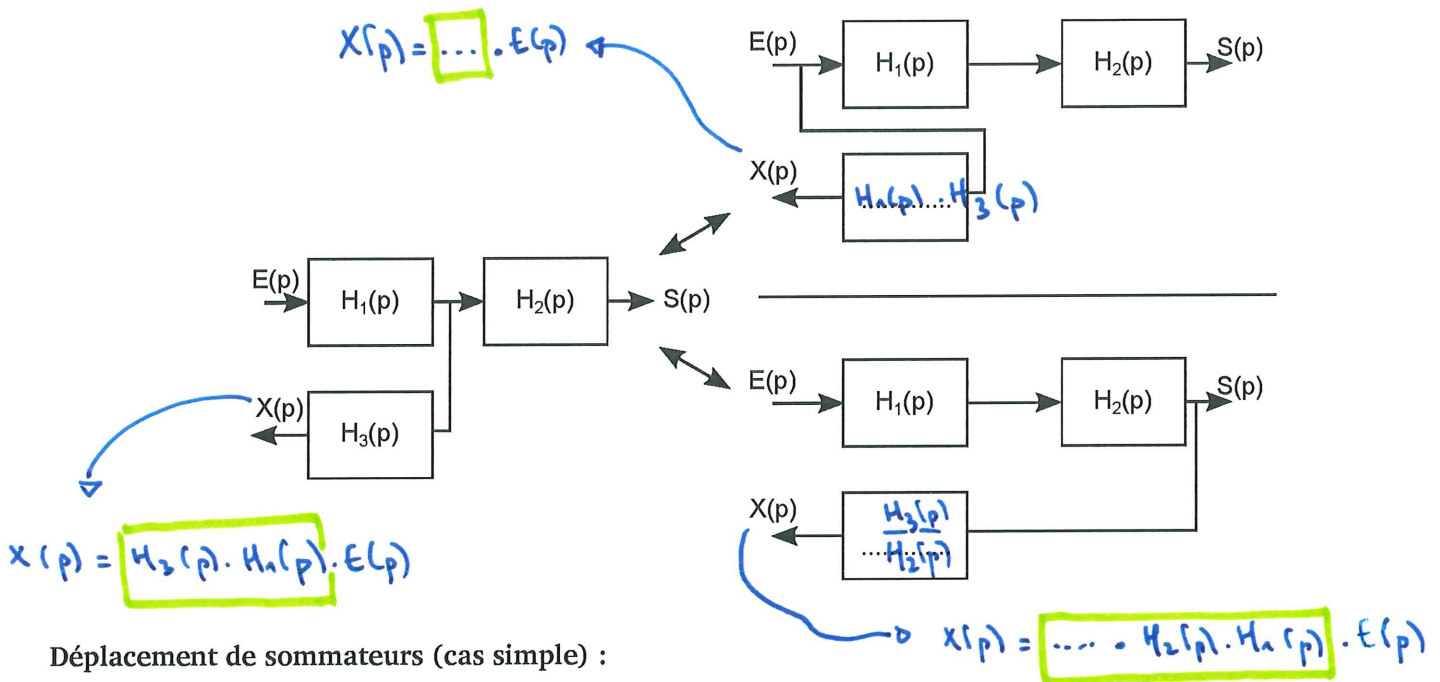 X(p) = .... . E(p)
E(p) H₁(p) H₂(p) S(p)
X(p) H₁(p) . H₃(p)
E(p) H₁(p) H₂(p) S(p)
X(p) H₃(p)
X(p) = H₃(p) . H₁(p) . E(p)
E(p) H₁(p) H₂(p) S(p)
X(p) H₃(p)
H₂(p)
X(p) = ..... . H₂(p) . H₁(p) . E(p)
Déplacement de sommateurs (cas simple) :